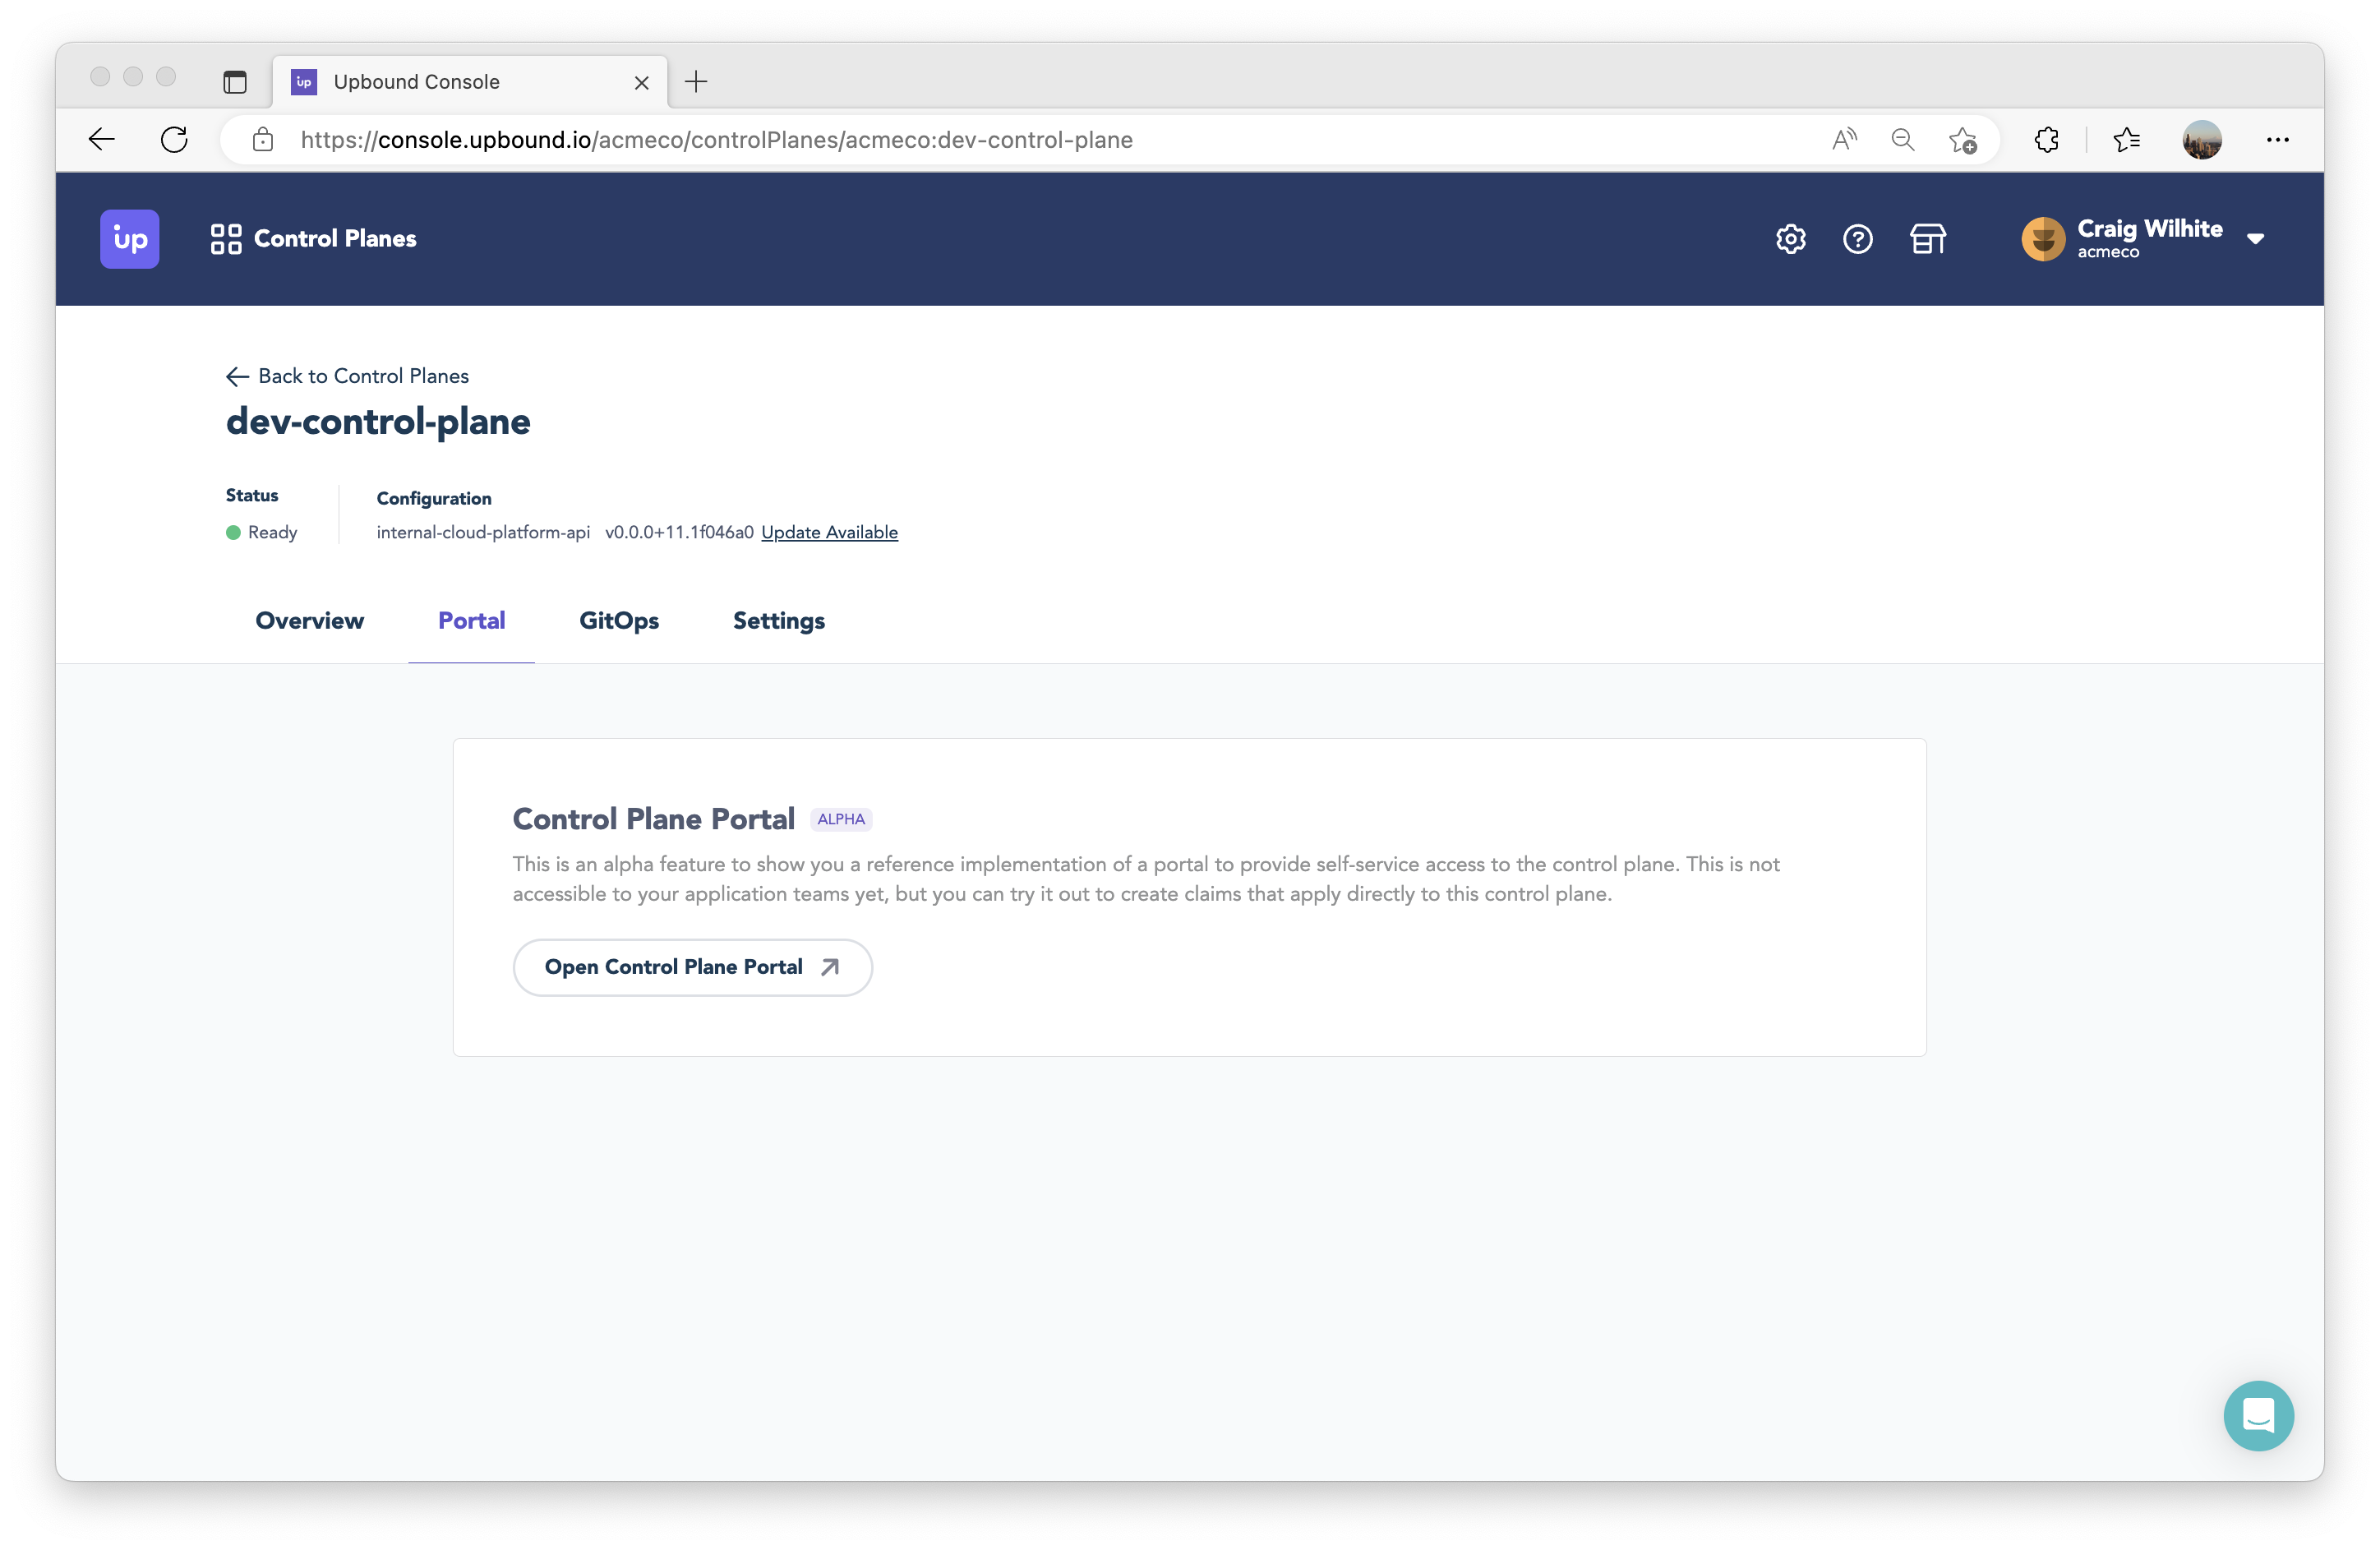 up Upbound Console
https://console.upbound.io/acmeco/controlPlanes/acmeco:dev-control-plane
up Control Planes
Craig Wilhite
acmeco
Back to Control Planes
dev-control-plane
Status
Configuration
Ready
internal-cloud-platform-api v0.0.0+11.1f046a0 Update Available
Overview Portal GitOps Settings
Control Plane Portal ALPHA
This is an alpha feature to show you a reference implementation of a portal to provide self-service access to the control plane. This is not
accessible to your application teams yet, but you can try it out to create claims that apply directly to this control plane.
Open Control Plane Portal